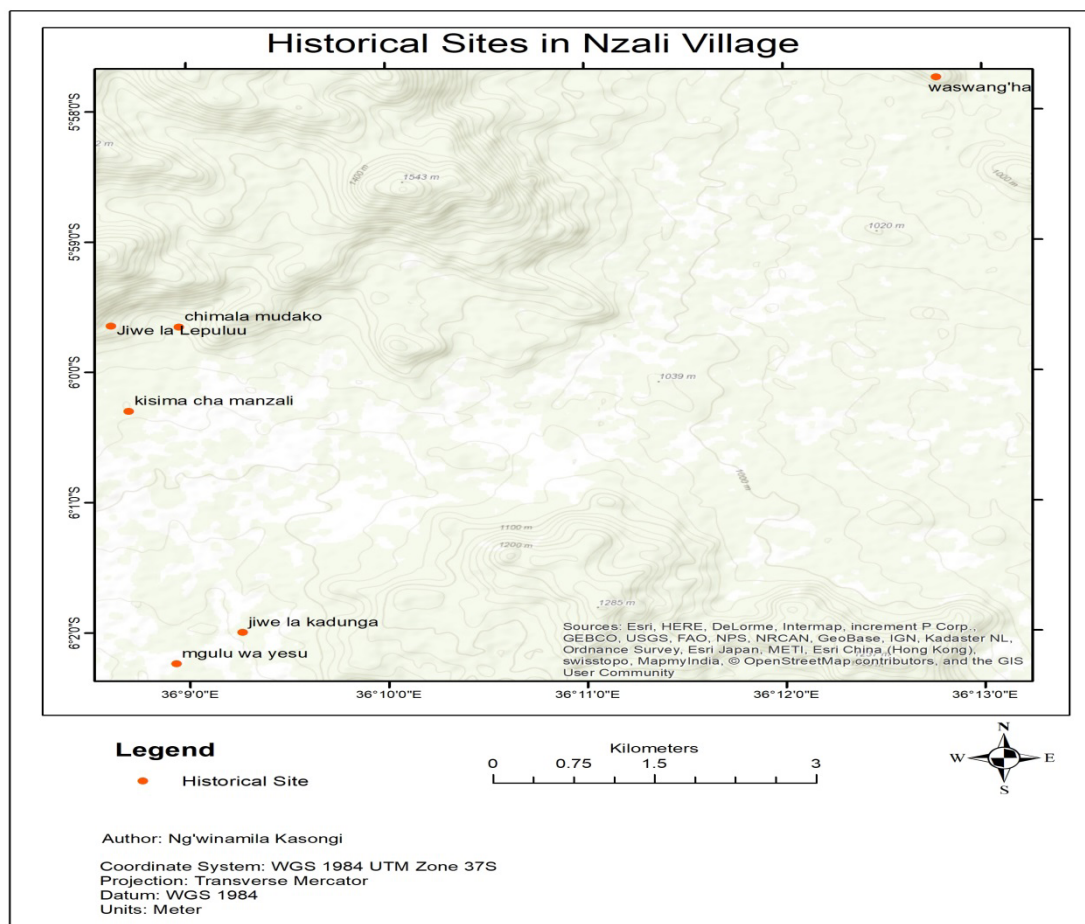 Historical Sites in Nzali Village
waswang'ha
5°58'0"S
2 m
1400 m
1543 m
1000 m
5°59'0"S
1020 m
chimala mudako
Jiwe la Lepuluu
6°0'0"S
1039 m
kisima cha manzali
1000 m
6°1'0"S
1100 m
1200 m
1285 m
jiwe la kadunga
6°2'0"S
mgulu wa yesu
Sources: Esri, HERE, DeLorme, Intermap, increment P Corp.,
GEBCO, USGS, FAO, NPS, NRCAN, GeoBase, IGN, Kadaster NL,
Ordnance Survey, Esri Japan, METI, Esri China (Hong Kong),
swisstopo, MapmyIndia, © OpenStreetMap contributors, and the GIS
User Community
36°9'0"E 36°10'0"E 36°11'0"E 36°12'0"E 36°13'0"E
Legend
Historical Site
Kilometers
0 0.75 1.5 3
N
W E
S
Author: Ng'winamila Kasongi
Coordinate System: WGS 1984 UTM Zone 37S
Projection: Transverse Mercator
Datum: WGS 1984
Units: Meter